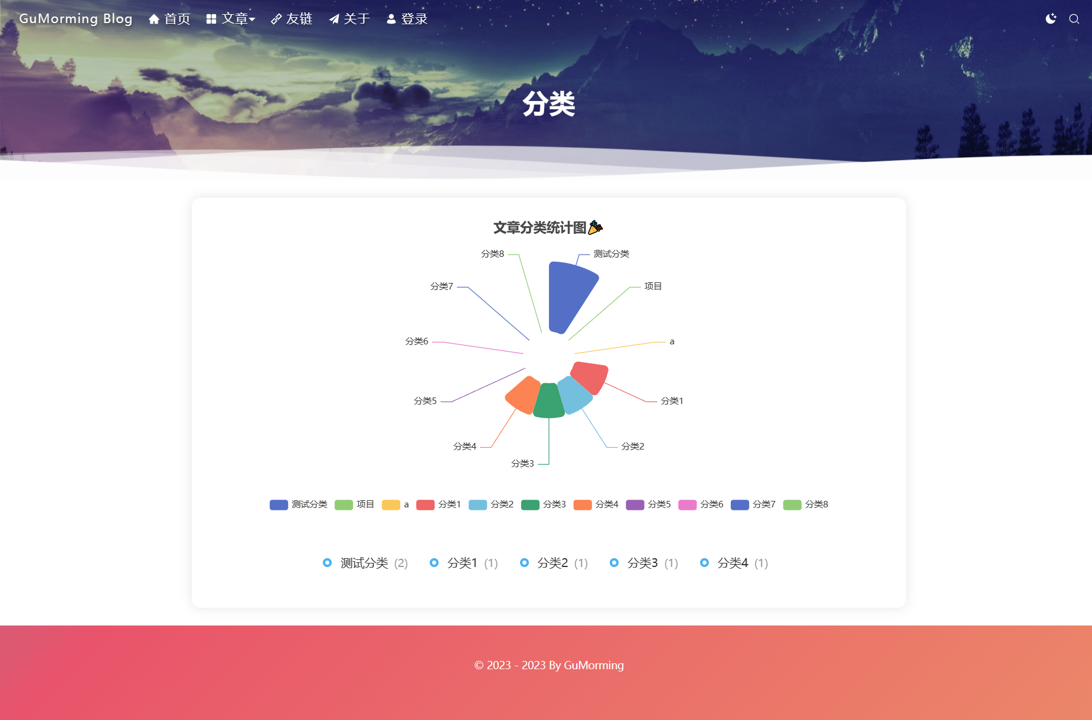 GuMorming Blog 首页 文章 友链 关于 登录
分类
文章分类统计图
分类8 测试分类
分类7 项目
分类6 a
分类5 分类1
分类4 分类2
分类3
测试分类 项目 a 分类1 分类2 分类3 分类4 分类5 分类6 分类7 分类8
测试分类 (2) 分类1 (1) 分类2 (1) 分类3 (1) 分类4 (1)
© 2023 - 2023 By GuMorming